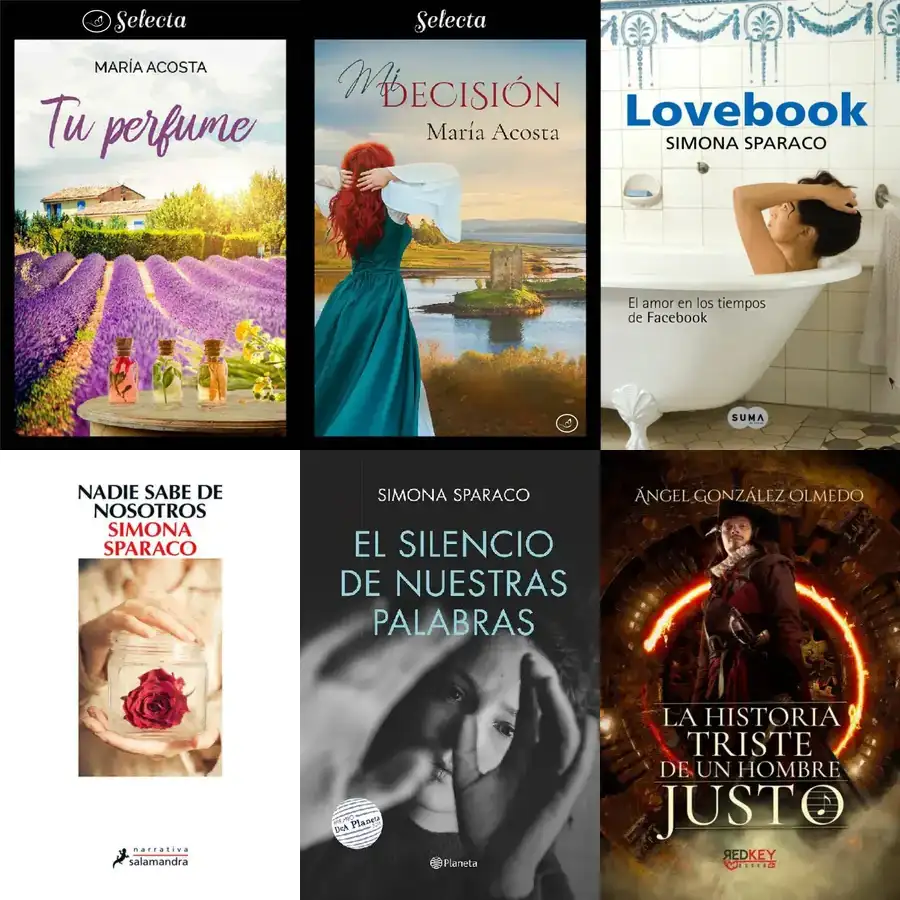 Selecta
MARÍA ACOSTA
Tu perfume
Selecta
Mi
DECISIÓN
María Acosta
Lovebook
SIMONA SPARACO
El amor en los tiempos
de Facebook
SUMA
NADIE SABE DE
NOSOTROS
SIMONA
SPARACO
narrativa
salamandra
SIMONA SPARACO
EL SILENCIO
DE NUESTRAS
PALABRAS
DeA Planeta
Planeta
ÁNGEL GONZÁLEZ OLMEDO
LA HISTORIA
TRISTE
DE UN HOMBRE
JUSTO
REDKEY